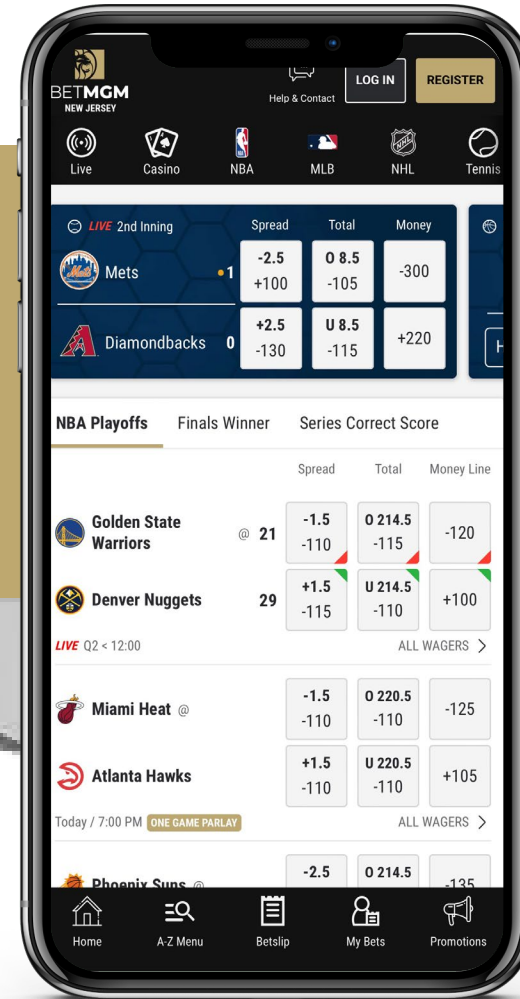 BETMGM
NEW JERSEY
Help & Contact
LOG IN
REGISTER
Live
Casino
NBA
MLB
NHL
Tennis
LIVE 2nd Inning
Spread Total Money
Mets 1
-2.5 O 8.5
+100 -105 -300
Diamondbacks 0
+2.5 U 8.5
-130 -115 +220
H
NBA Playoffs Finals Winner Series Correct Score
Spread Total Money Line
Golden State
Warriors
@ 21
-1.5 O 214.5
-110 -115 -120
Denver Nuggets 29
+1.5 U 214.5
-115 -110 +100
LIVE Q2 < 12:00 ALL WAGERS >
Miami Heat @
-1.5 O 220.5
-110 -110 -125
Atlanta Hawks
+1.5 U 220.5
-110 -110 +105
Today / 7:00 PM ONE GAME PARLAY ALL WAGERS >
Phoenix Suns @
-2.5 O 214.5
-135
Home A-Z Menu Betslip My Bets Promotions